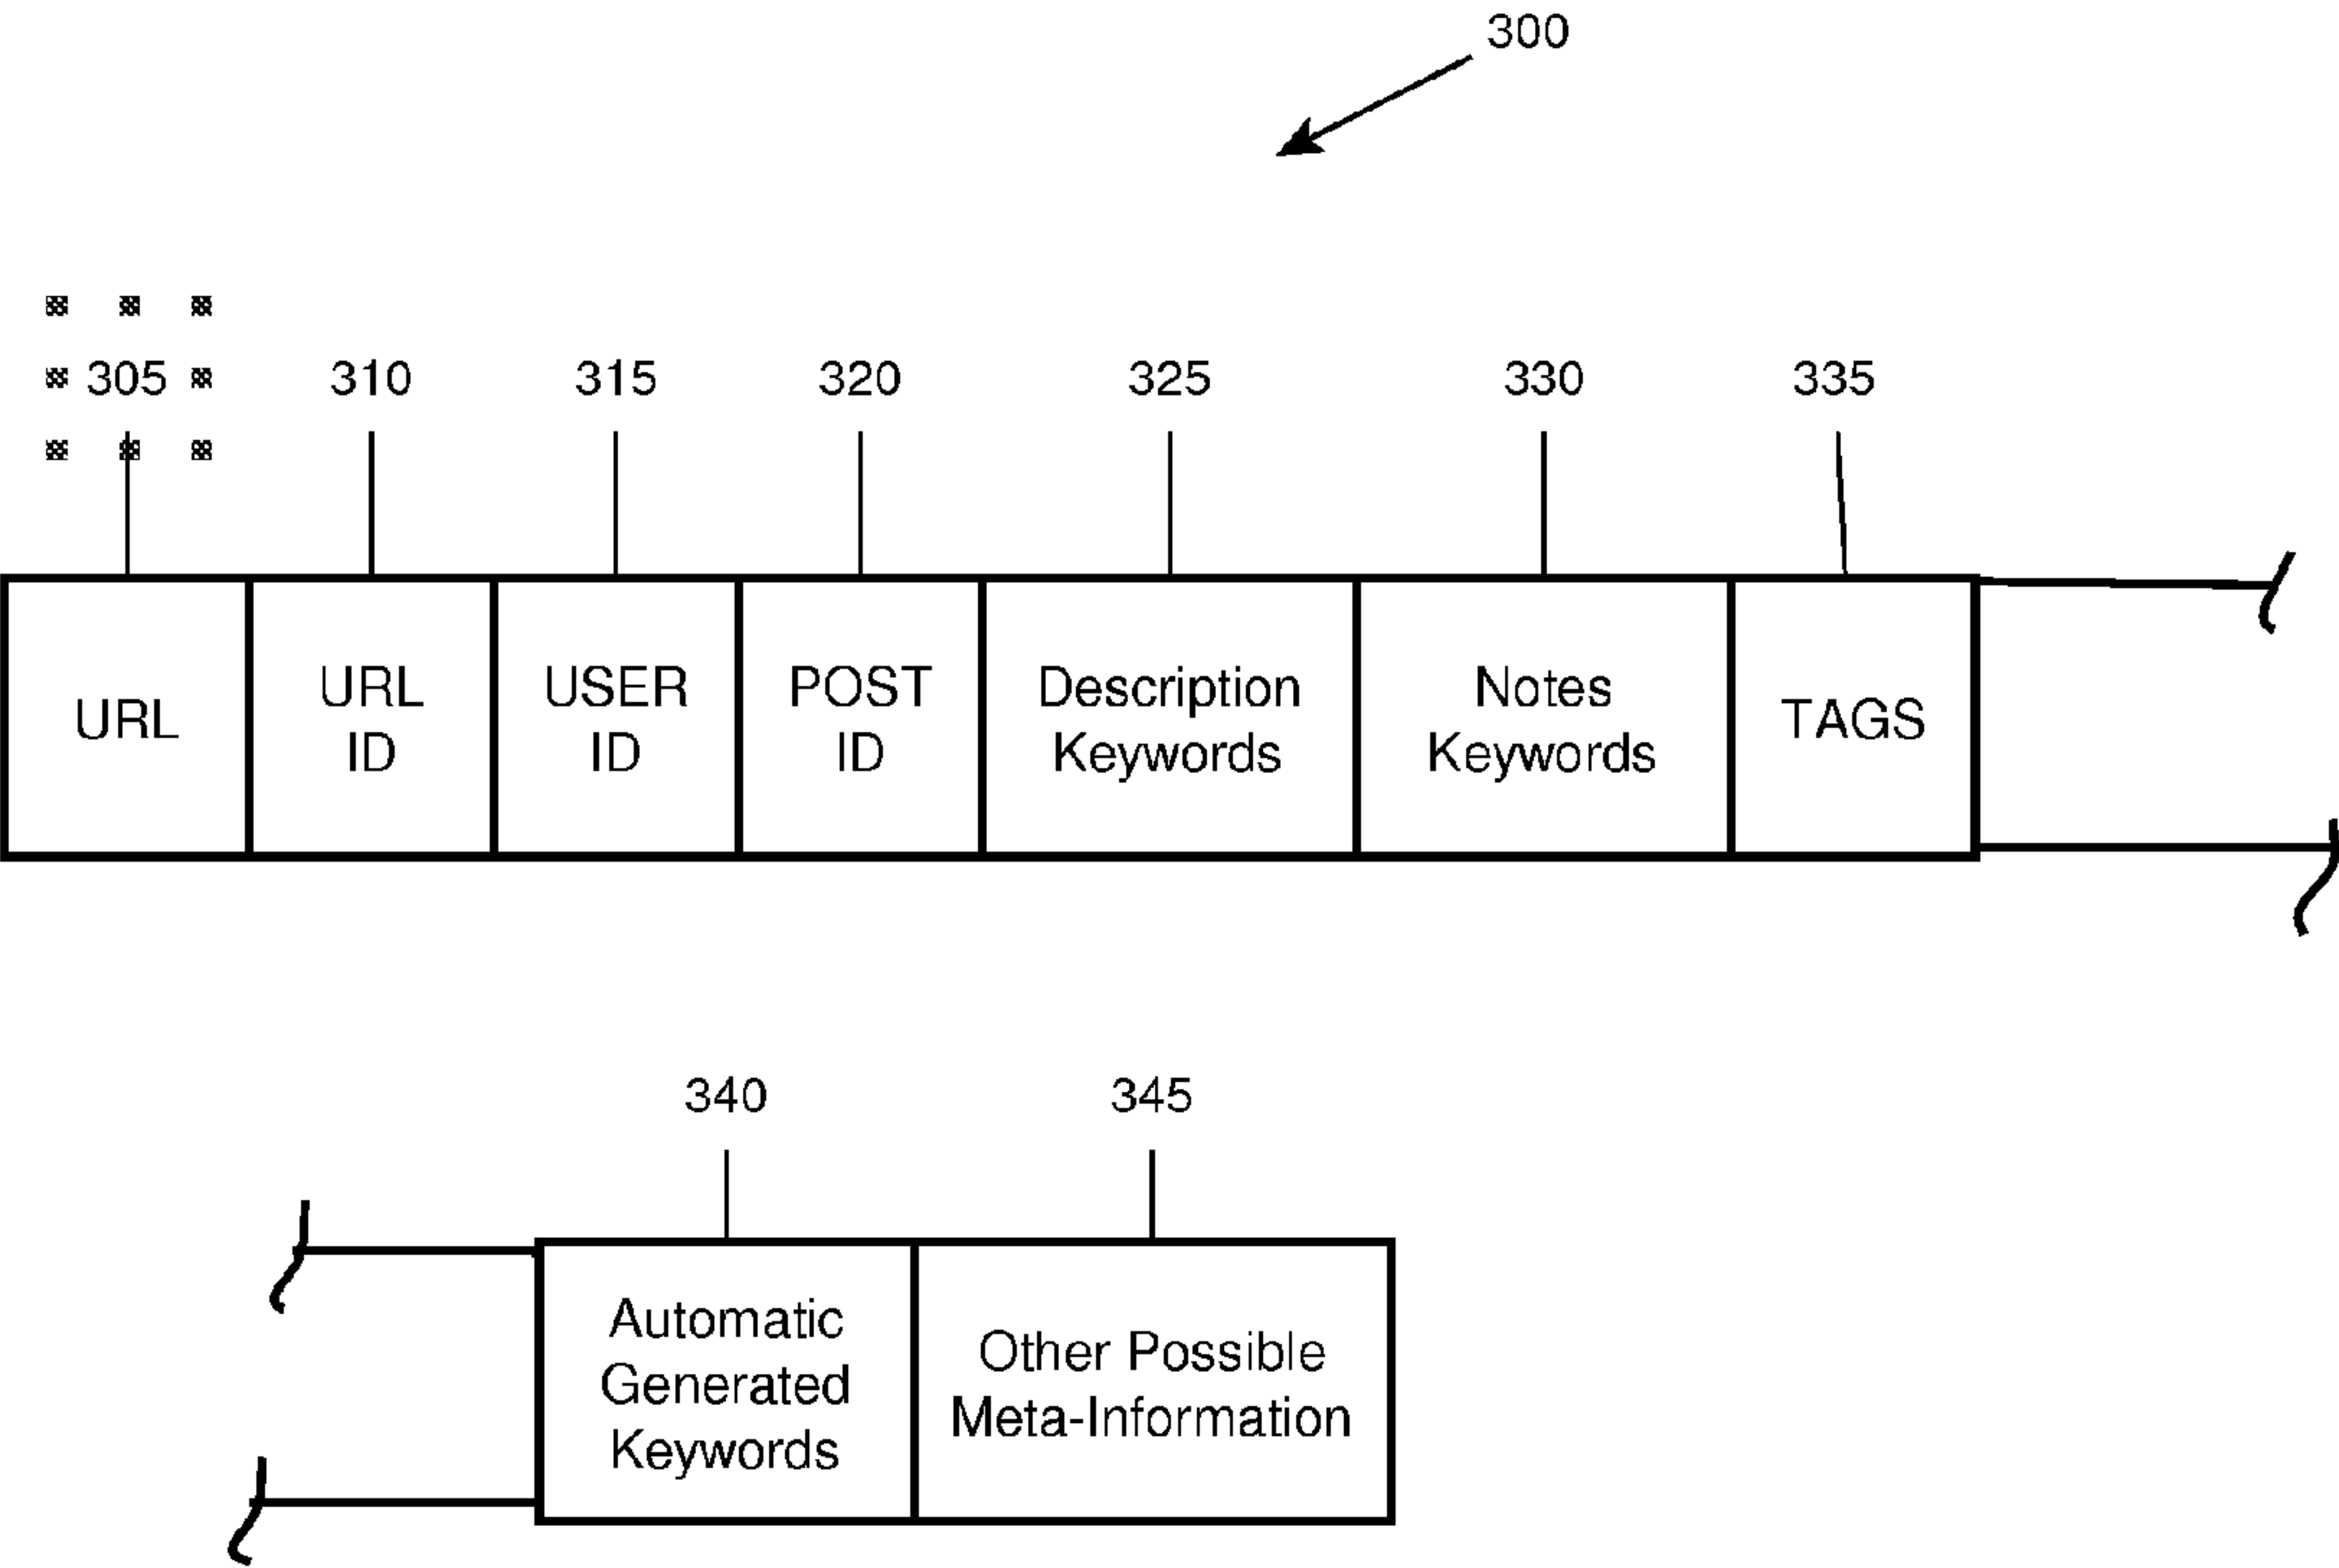 300
305 310 315 320 325 330 335
URL
URL
ID
USER
ID
POST
ID
Description
Keywords
Notes
Keywords
TAGS
340 345
Automatic
Generated
Keywords
Other Possible
Meta-Information